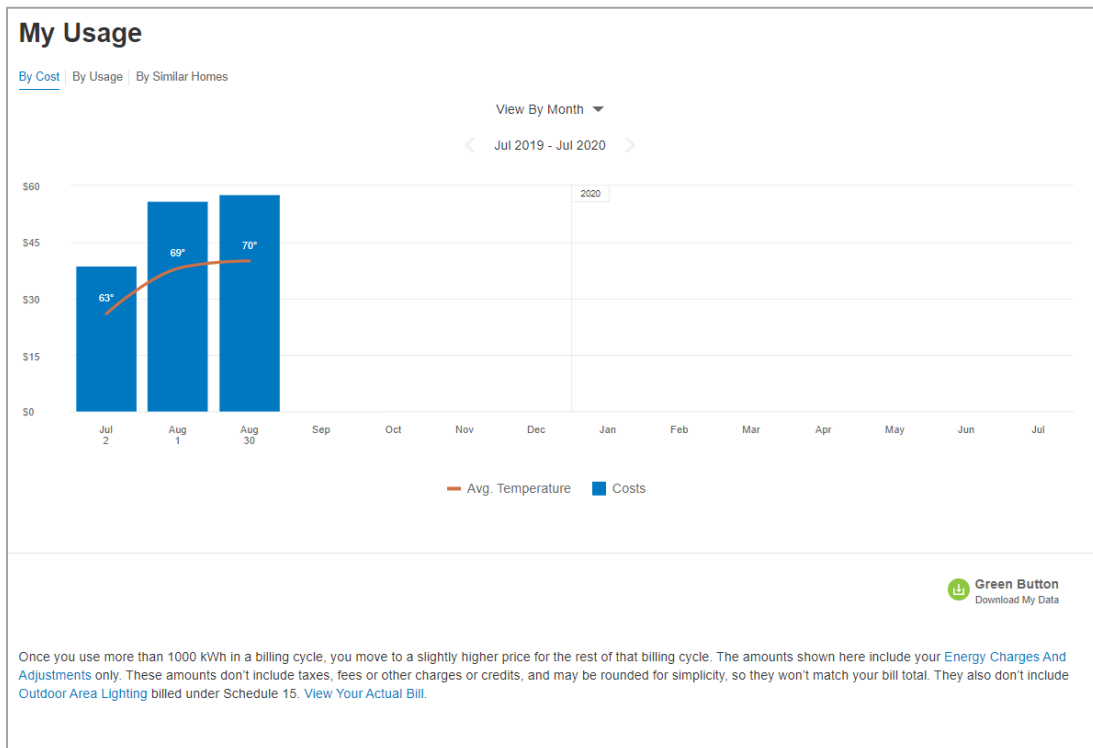 My Usage
By Cost By Usage By Similar Homes
View By Month
Jul 2019 - Jul 2020
$60
2020
$45
70°
69°
$30
63°
$15
$0
Jul 2 Aug 1 Aug 30 Sep Oct Nov Dec Jan Feb Mar Apr May Jun Jul
Avg. Temperature Costs
Green Button
Download My Data
Once you use more than 1000 kWh in a billing cycle, you move to a slightly higher price for the rest of that billing cycle. The amounts shown here include your Energy Charges And
Adjustments only. These amounts don't include taxes, fees or other charges or credits, and may be rounded for simplicity, so they won't match your bill total. They also don't include
Outdoor Area Lighting billed under Schedule 15. View Your Actual Bill.